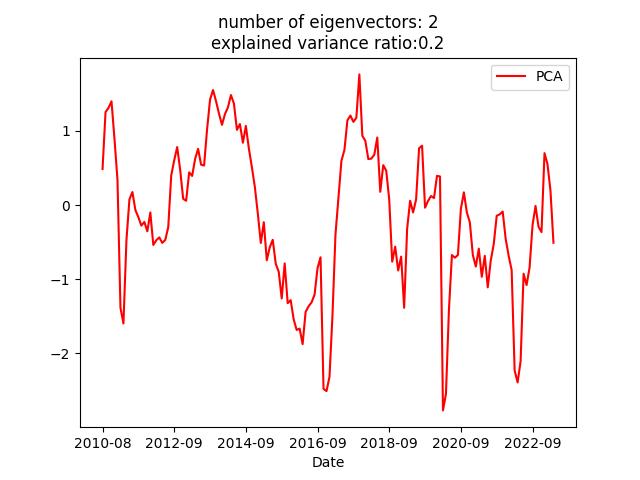 number of eigenvectors: 2
explained variance ratio:0.2
PCA
1
0
−1
−2
2010-08 2012-09 2014-09 2016-09 2018-09 2020-09 2022-09
Date